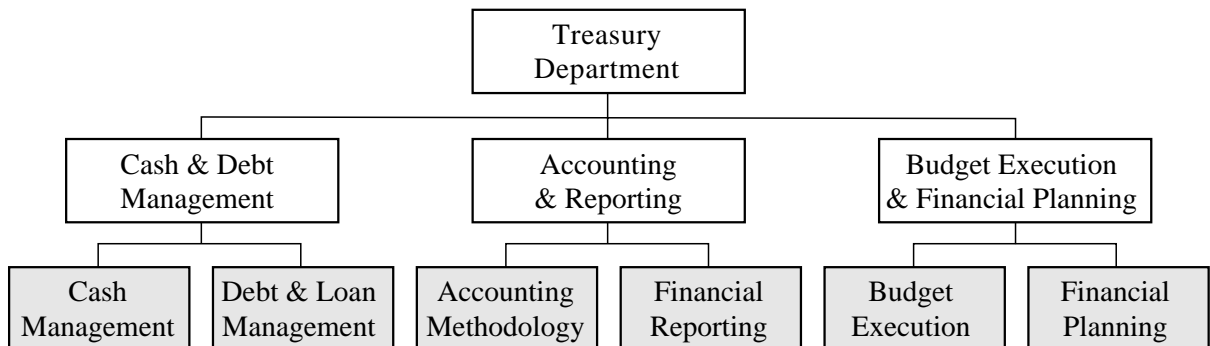 Treasury
Department
Cash & Debt
Management
Accounting
& Reporting
Budget Execution
& Financial Planning
Cash
Management
Debt & Loan
Management
Accounting
Methodology
Financial
Reporting
Budget
Execution
Financial
Planning